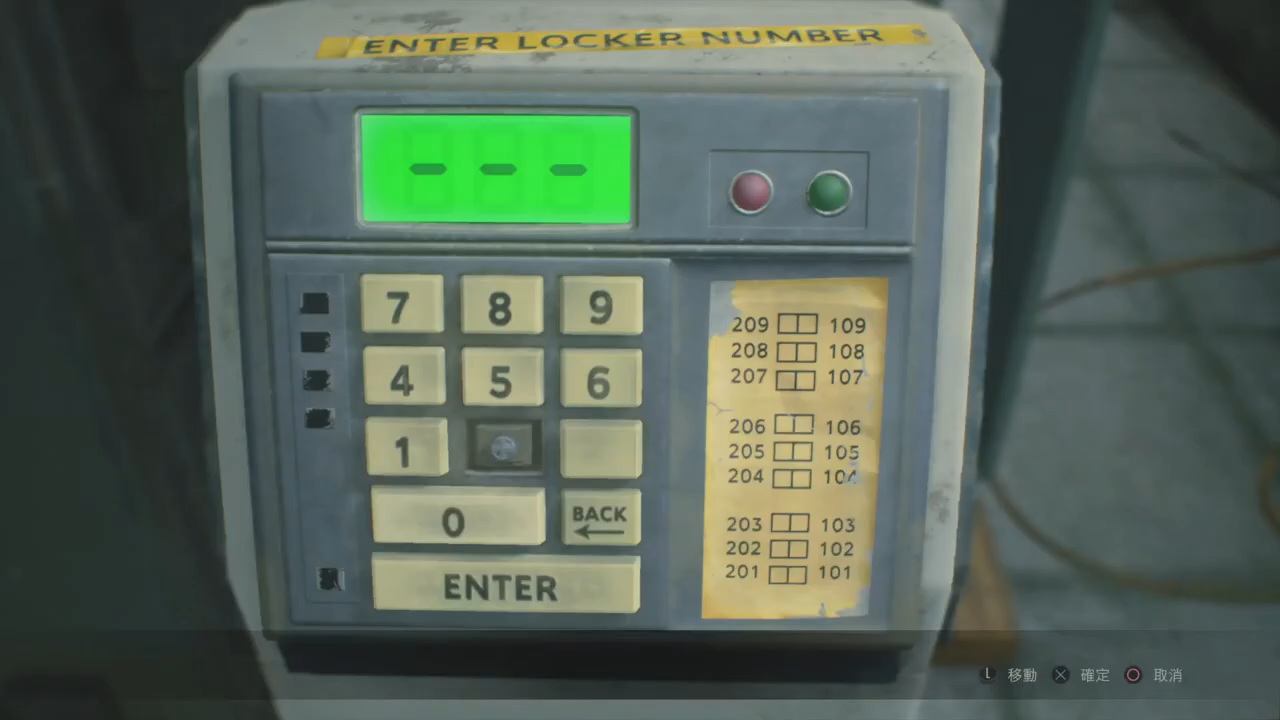 ENTER LOCKER NUMBER
- - -
7 8 9
4 5 6
1
0 BACK
ENTER
209 109
208 108
207 107
206 106
205 105
204 104
203 103
202 102
201 101
L 移動 確定 取消